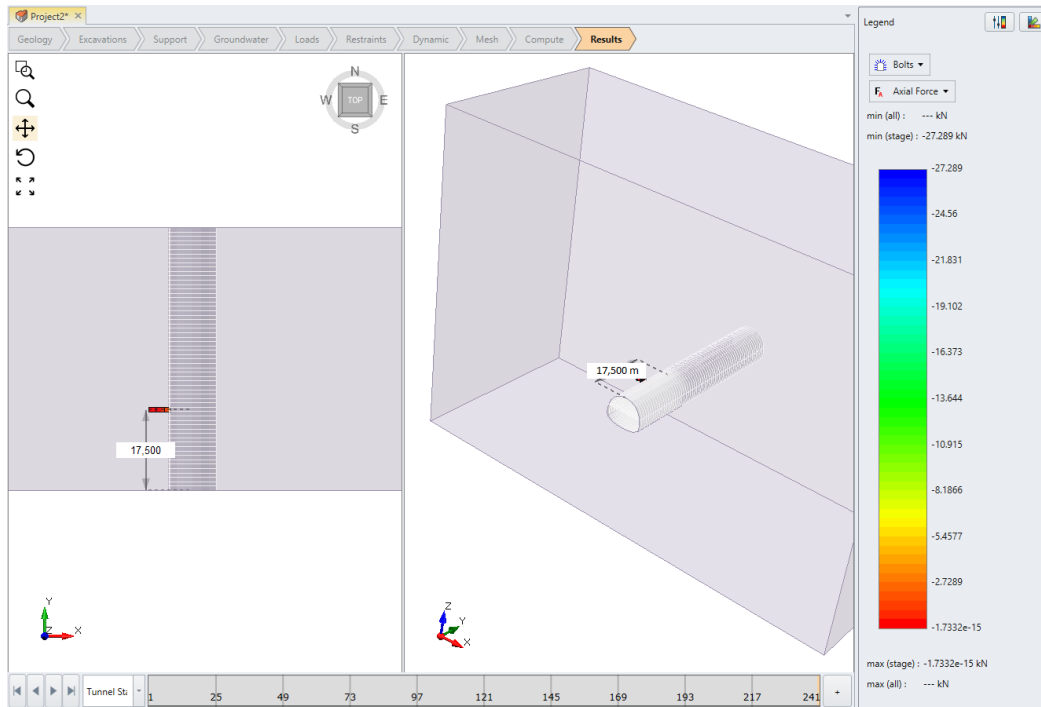 Project2*
Geology Excavations Support Groundwater Loads Restraints Dynamic Mesh Compute Results
N
W TOP E
S
17,500
Y
Z X
17,500 m
Z
Y
X
Tunnel Sta
1 25 49 73 97 121 145 169 193 217 241
Legend
Bolts
FA Axial Force
min (all) : --- kN
min (stage) : -27.289 kN
-27.289
-24.56
-21.831
-19.102
-16.373
-13.644
-10.915
-8.1866
-5.4577
-2.7289
-1.7332e-15
max (stage) : -1.7332e-15 kN
max (all) : --- kN